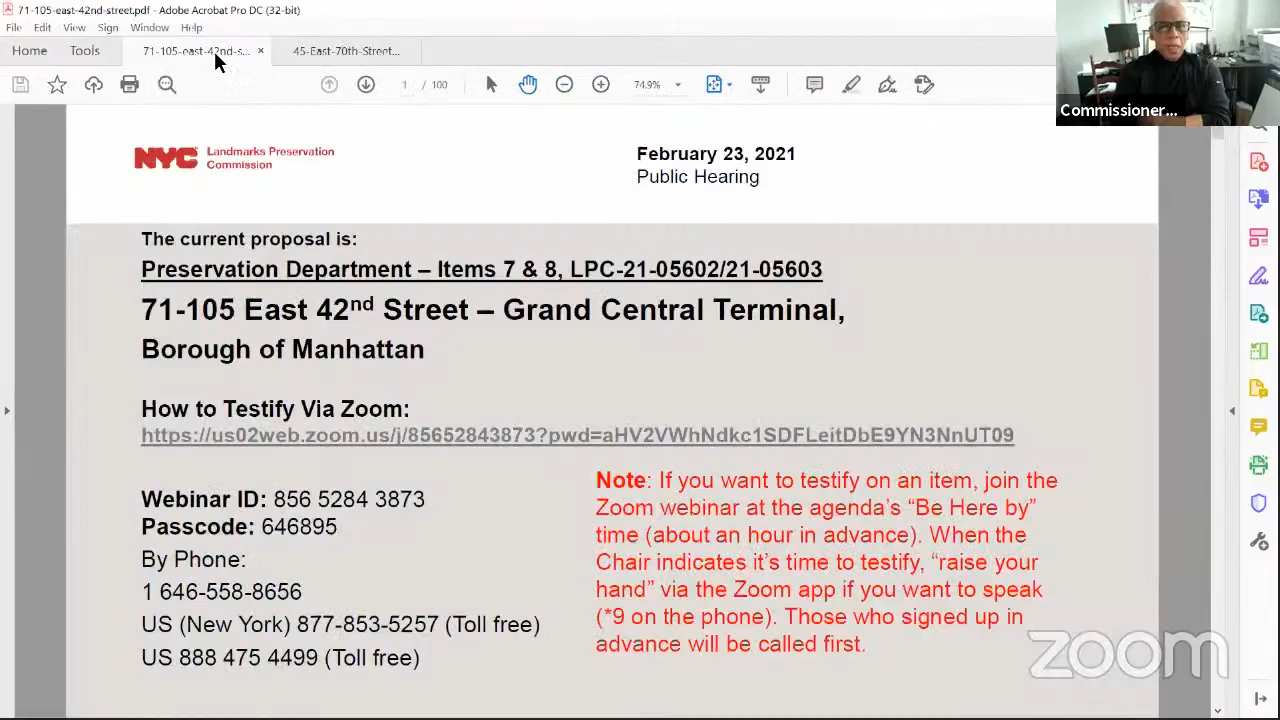 71-105-east-42nd-street.pdf - Adobe Acrobat Pro DC (32-bit)
File Edit View Sign Window Help
Home Tools 71-105-east-42nd-s... × 45-East-70th-Street...
1 / 100 74.9%
Commissioner...
NYC Landmarks Preservation
Commission
February 23, 2021
Public Hearing
The current proposal is:
Preservation Department – Items 7 & 8, LPC-21-05602/21-05603
71-105 East 42nd Street – Grand Central Terminal,
Borough of Manhattan
How to Testify Via Zoom:
https://us02web.zoom.us/j/85652843873?pwd=aHV2VWhNdkc1SDFLeitDbE9YN3NnUT09
Webinar ID: 856 5284 3873
Passcode: 646895
By Phone:
1 646-558-8656
US (New York) 877-853-5257 (Toll free)
US 888 475 4499 (Toll free)
Note: If you want to testify on an item, join the
Zoom webinar at the agenda’s “Be Here by”
time (about an hour in advance). When the
Chair indicates it’s time to testify, “raise your
hand” via the Zoom app if you want to speak
(*9 on the phone). Those who signed up in
advance will be called first.
zoom